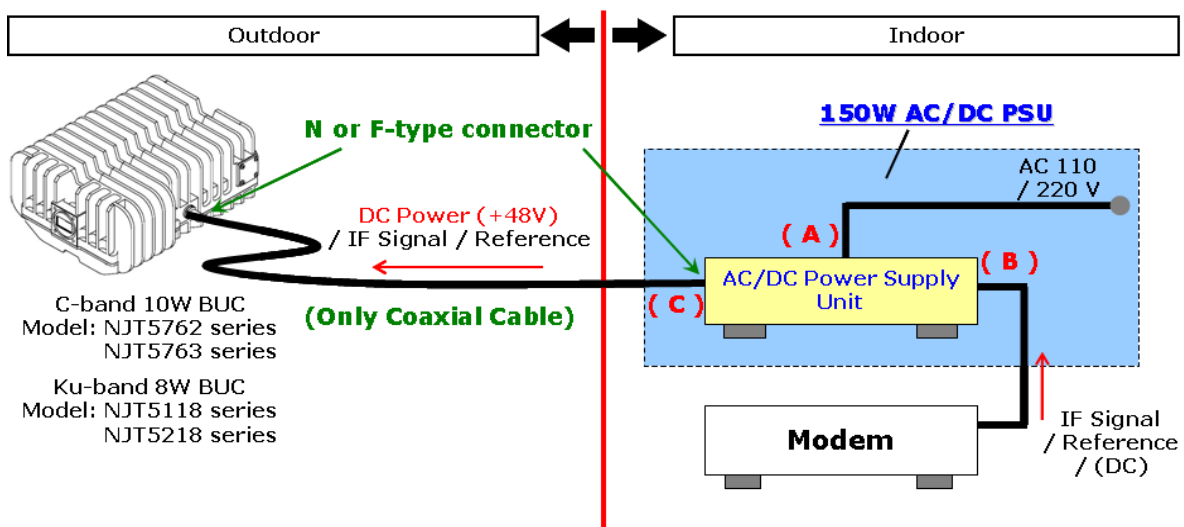 Outdoor
Indoor
N or F-type connector
150W AC/DC PSU
AC 110
/ 220 V
DC Power (+48V)
/ IF Signal / Reference
( A )
( B )
AC/DC Power Supply
Unit
( C )
(Only Coaxial Cable)
C-band 10W BUC
Model: NJT5762 series
NJT5763 series
Ku-band 8W BUC
Model: NJT5118 series
NJT5218 series
Modem
IF Signal
/ Reference
/ (DC)